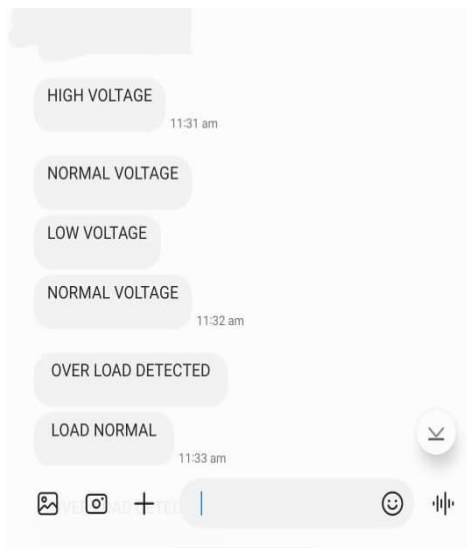 HIGH VOLTAGE
11:31 am
NORMAL VOLTAGE
LOW VOLTAGE
NORMAL VOLTAGE
11:32 am
OVER LOAD DETECTED
LOAD NORMAL
11:33 am